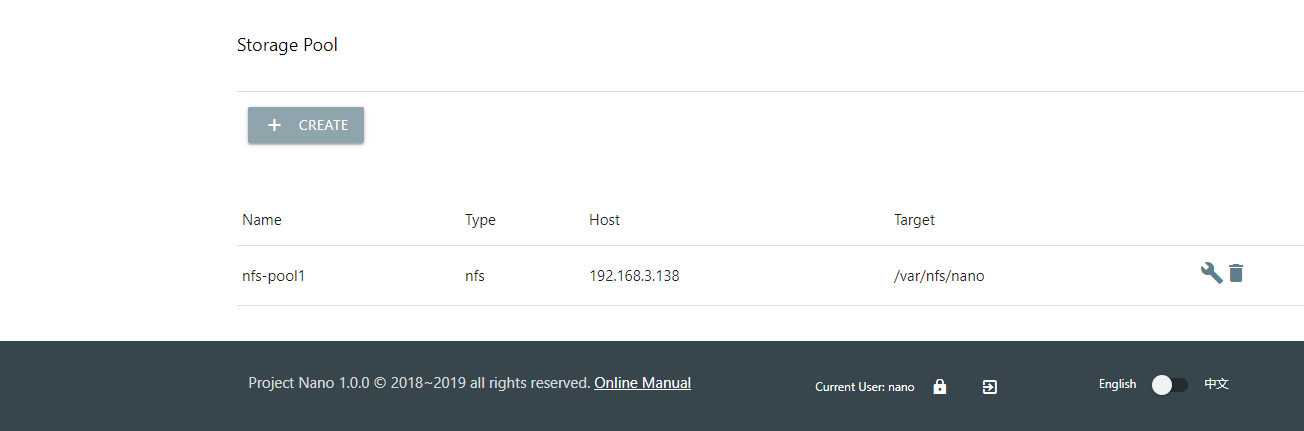 Storage Pool
CREATE
Name Type Host Target
nfs-pool1 nfs 192.168.3.138 /var/nfs/nano
Project Nano 1.0.0 © 2018~2019 all rights reserved. Online Manual Current User: nano English 中文